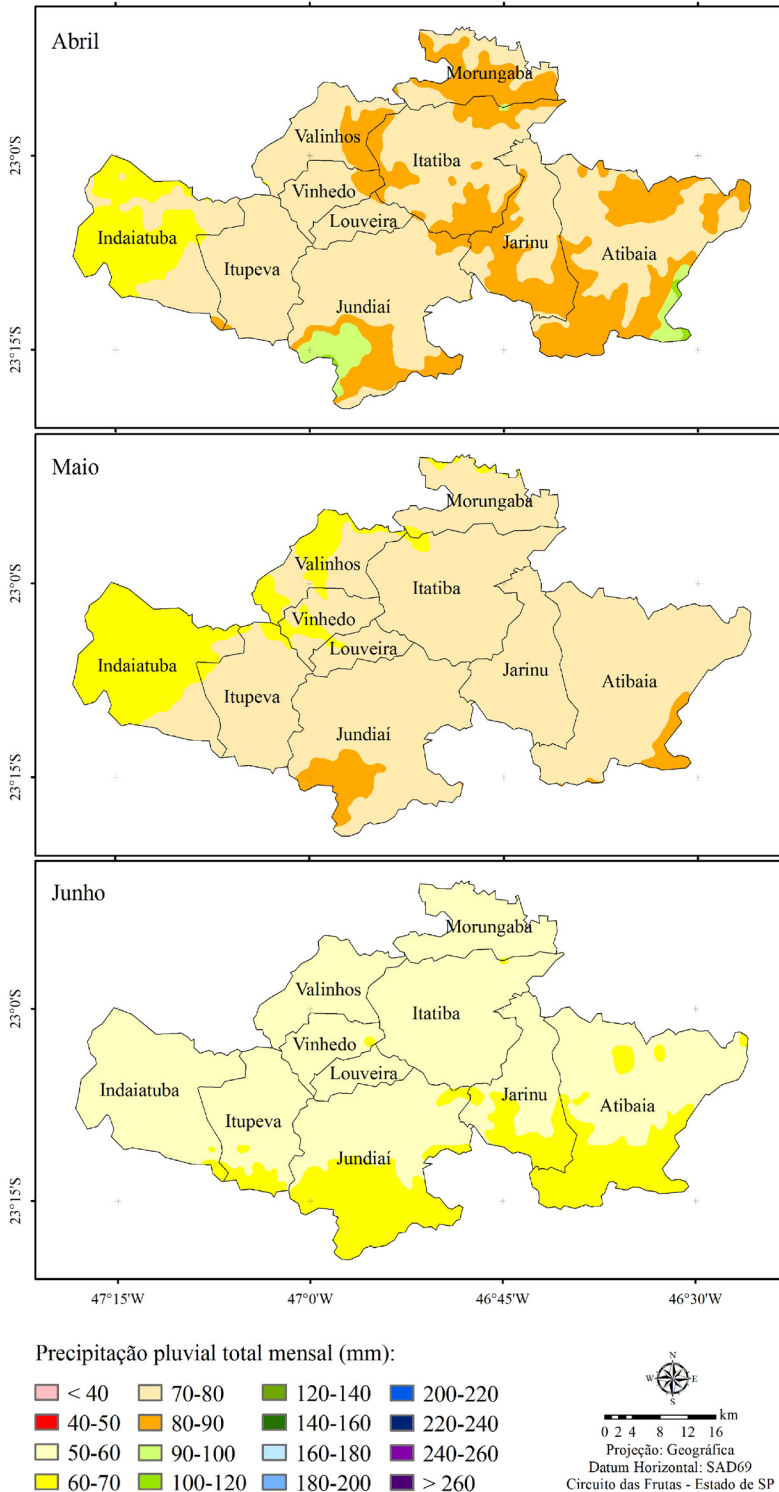 Abril
Morungaba
Valinhos
Itatiba
Vinhedo
Louveira
Indaiatuba
Jarinu
Atibaia
Itupeva
Jundiaí
23°0'S
23°15'S
Maio
Morungaba
Valinhos
Itatiba
Vinhedo
Louveira
Indaiatuba
Jarinu
Atibaia
Itupeva
Jundiaí
23°0'S
23°15'S
Junho
Morungaba
Valinhos
Itatiba
Vinhedo
Louveira
Indaiatuba
Jarinu
Atibaia
Itupeva
Jundiaí
23°0'S
23°15'S
47°15'W 47°0'W 46°45'W 46°30'W
Precipitação pluvial total mensal (mm):
< 40 70-80 120-140 200-220
40-50 80-90 140-160 220-240
50-60 90-100 160-180 240-260
60-70 100-120 180-200 > 260
N
W E
S
km
0 2 4 8 12 16
Projeção: Geográfica
Datum Horizontal: SAD69
Circuito das Frutas - Estado de SP